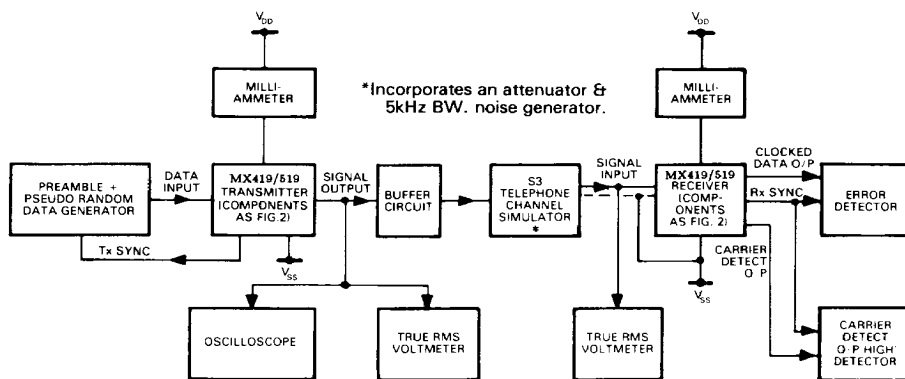 VDD
MILLI-
AMMETER
*Incorporates an attenuator &
5kHz BW. noise generator.
VDD
MILLI-
AMMETER
PREAMBLE +
PSEUDO RANDOM
DATA GENERATOR
DATA
INPUT
MX419/519
TRANSMITTER
(COMPONENTS
AS FIG.2)
SIGNAL
OUTPUT
BUFFER
CIRCUIT
S3
TELEPHONE
CHANNEL
SIMULATOR
*
SIGNAL
INPUT
MX419/519
RECEIVER
(COMP-
ONENTS
AS FIG. 2)
CLOCKED
DATA O/P
Rx SYNC
ERROR
DETECTOR
Tx SYNC
VSS
CARRIER
DETECT
O P
VSS
OSCILLOSCOPE
TRUE RMS
VOLTMETER
TRUE RMS
VOLTMETER
CARRIER
DETECT
O·P HIGH
DETECTOR